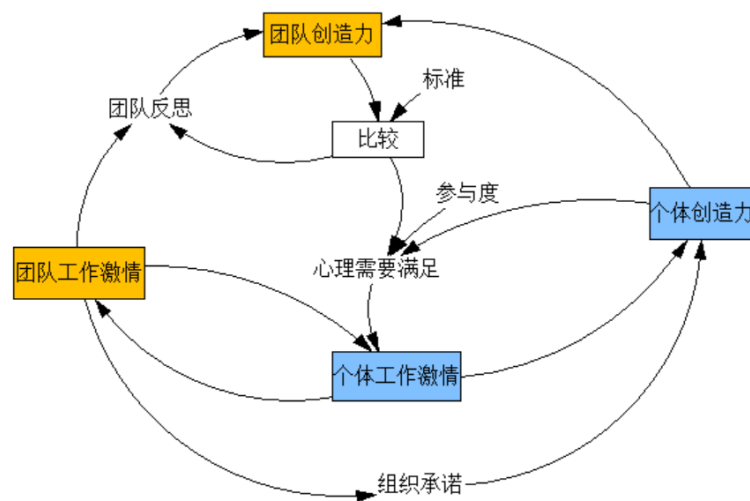 团队创造力
标准
团队反思
比较
参与度
个体创造力
心理需要满足
团队工作激情
个体工作激情
组织承诺